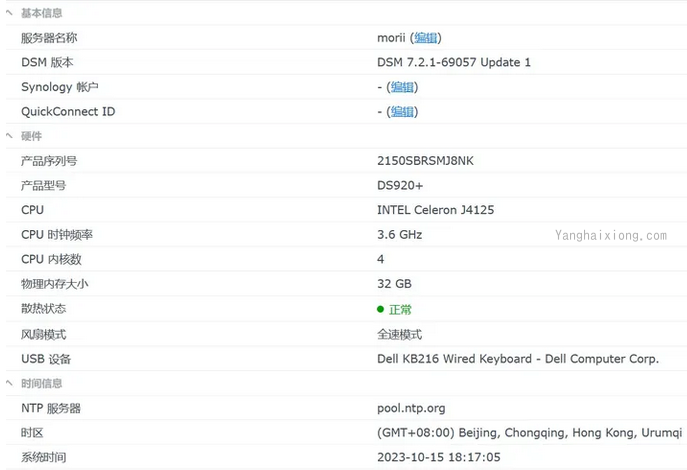 基本信息
服务器名称 morii (编辑)
DSM 版本 DSM 7.2.1-69057 Update 1
Synology 帐户 - (编辑)
QuickConnect ID - (编辑)
硬件
产品序列号 2150SBRSMJ8NK
产品型号 DS920+
CPU INTEL Celeron J4125
CPU 时钟频率 3.6 GHz
Yanghaixiong.com
CPU 内核数 4
物理内存大小 32 GB
散热状态 正常
风扇模式 全速模式
USB 设备 Dell KB216 Wired Keyboard - Dell Computer Corp.
时间信息
NTP 服务器 pool.ntp.org
时区 (GMT+08:00) Beijing, Chongqing, Hong Kong, Urumqi
系统时间 2023-10-15 18:17:05